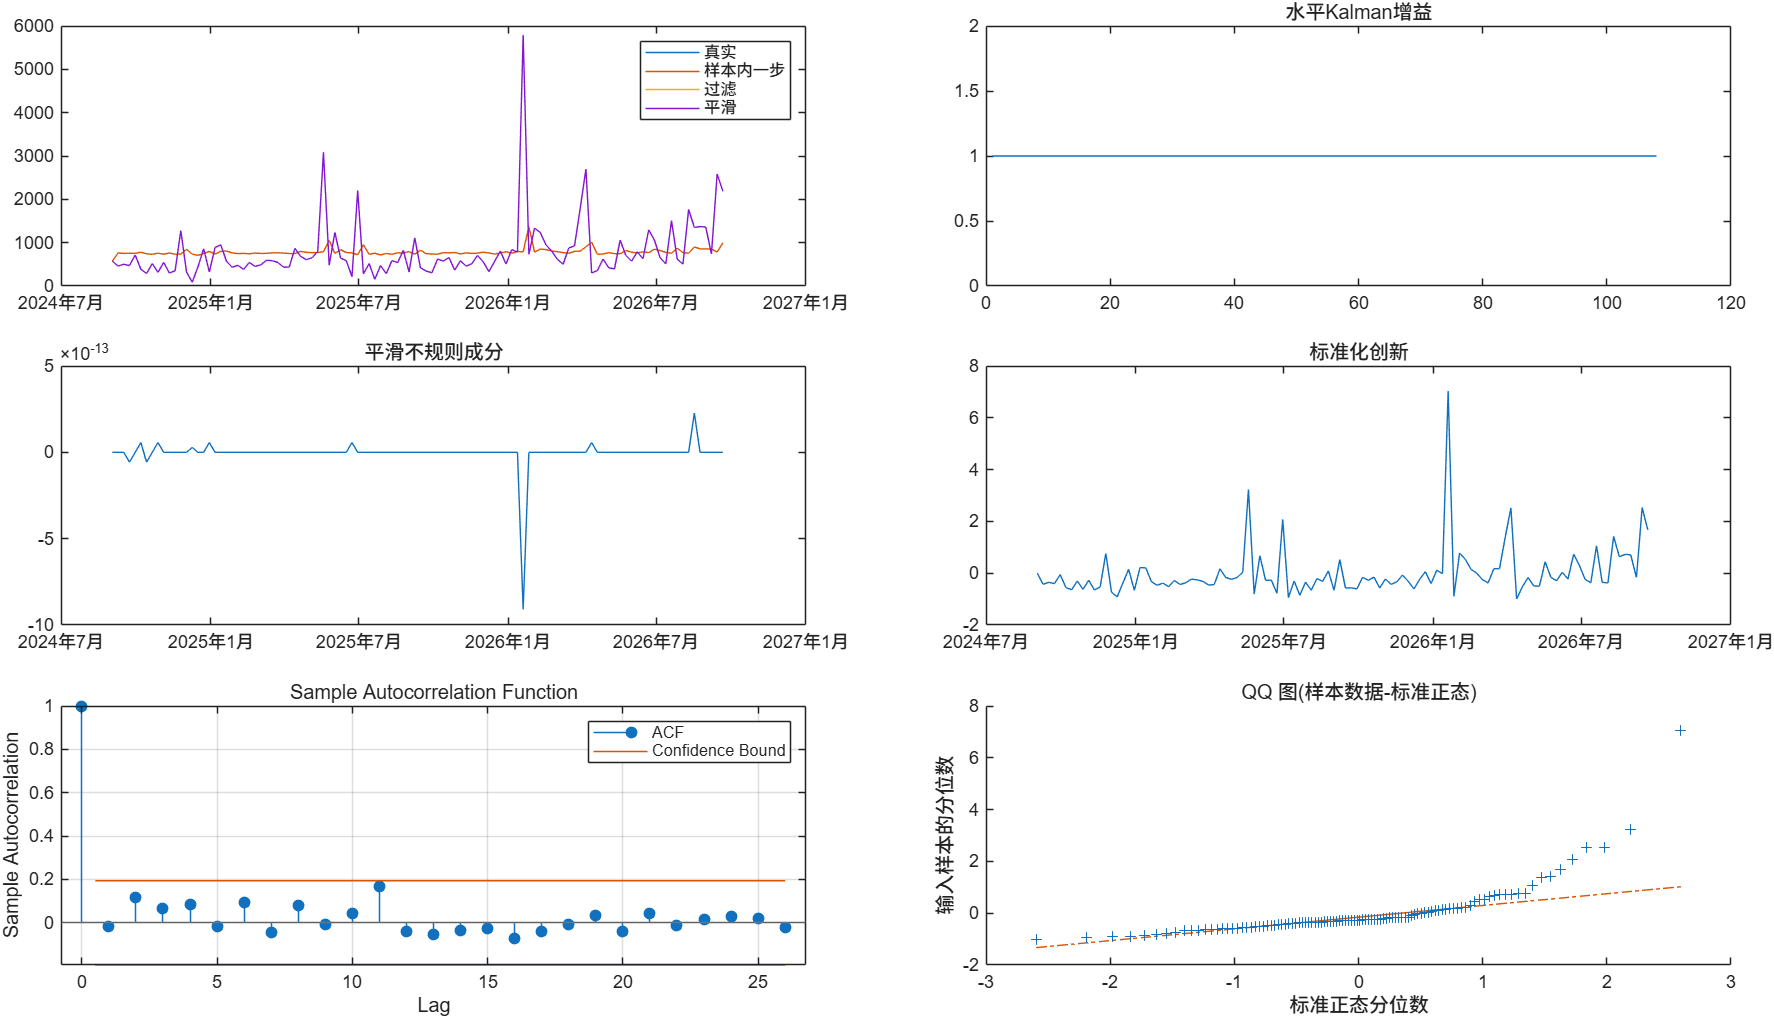 6000
5000
4000
3000
2000
1000
0
2024年7月
2025年1月
2025年7月
2026年1月
2026年7月
2027年1月
真实
样本内一步
过滤
平滑
水平Kalman增益
2
1.5
1
0.5
0
0
20
40
60
80
100
120
平滑不规则成分
×10-13
5
0
-5
-10
2024年7月
2025年1月
2025年7月
2026年1月
2026年7月
2027年1月
标准化创新
8
6
4
2
0
-2
2024年7月
2025年1月
2025年7月
2026年1月
2026年7月
2027年1月
Sample Autocorrelation Function
Sample Autocorrelation
1
0.8
0.6
0.4
0.2
0
ACF
Confidence Bound
0
5
10
15
20
25
Lag
QQ 图(样本数据-标准正态)
输入样本的分位数
8
6
4
2
0
-2
-3
-2
-1
0
1
2
3
标准正态分位数